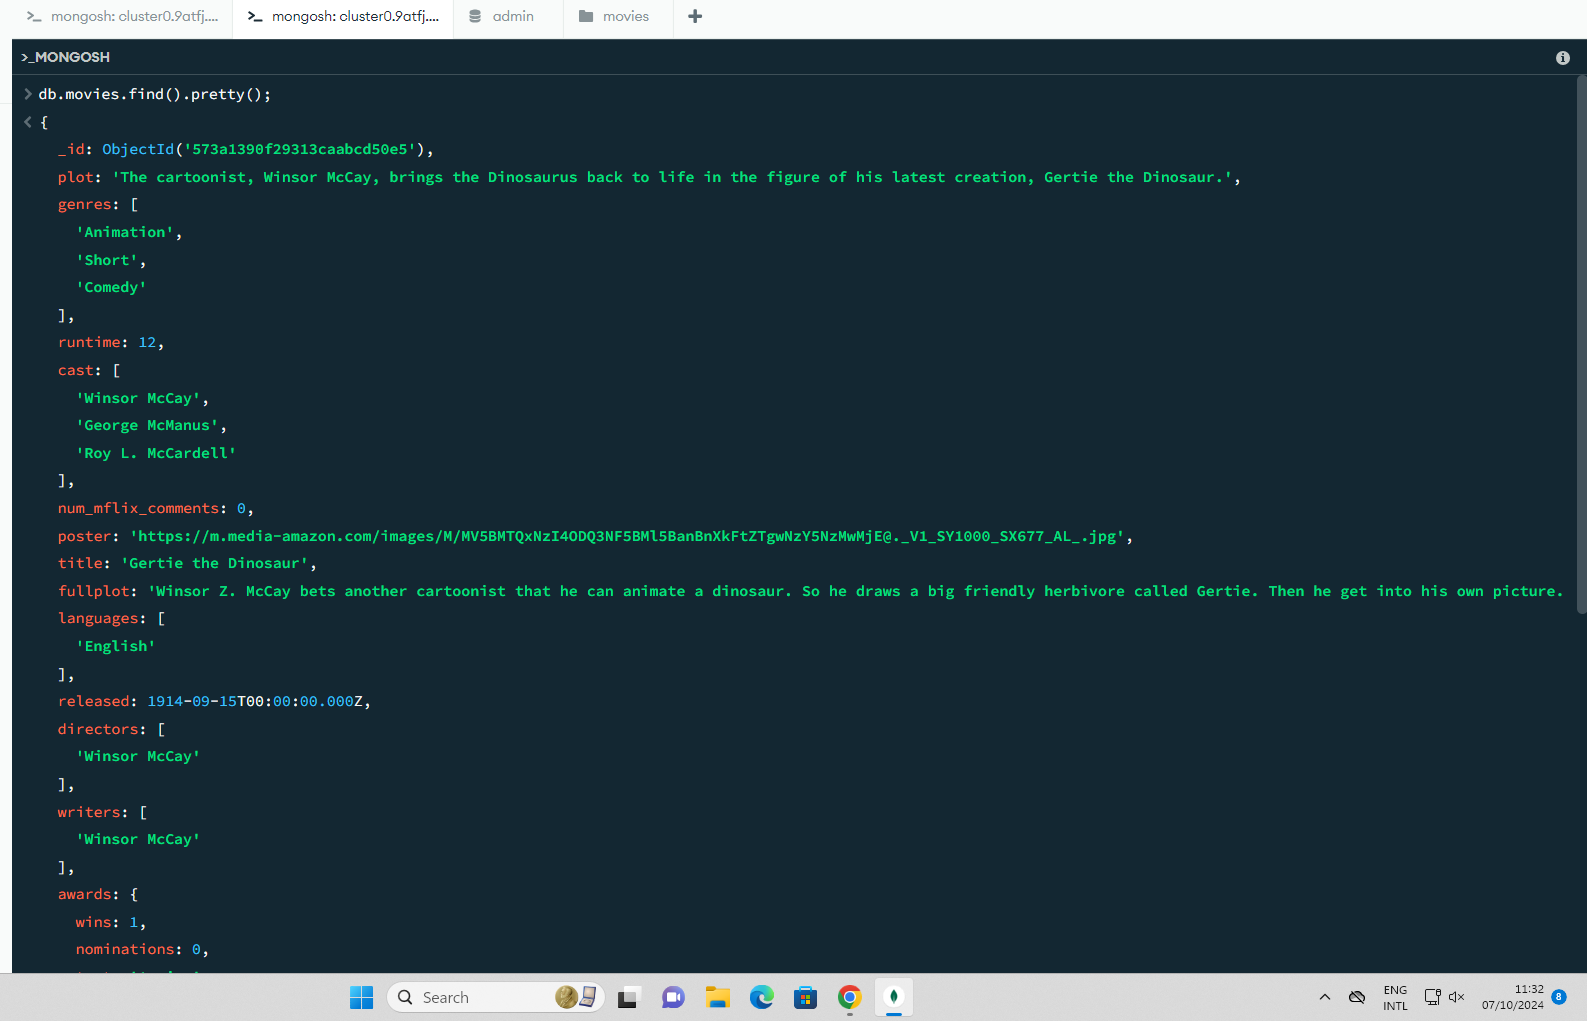 mongosh: cluster0.9atfj.... mongosh: cluster0.9atfj.... admin movies
>_MONGOSH
db.movies.find().pretty();
{
_id: ObjectId('573a1390f29313caabcd50e5'),
plot: 'The cartoonist, Winsor McCay, brings the Dinosaurus back to life in the figure of his latest creation, Gertie the Dinosaur.',
genres: [
'Animation',
'Short',
'Comedy'
],
runtime: 12,
cast: [
'Winsor McCay',
'George McManus',
'Roy L. McCardell'
],
num_mflix_comments: 0,
poster: 'https://m.media-amazon.com/images/M/MV5BMTQxNzI4ODQ3NF5BMl5BanBnXkFtZTgwNzY5NzMwMjE@._V1_SY1000_SX677_AL_.jpg',
title: 'Gertie the Dinosaur',
fullplot: 'Winsor Z. McCay bets another cartoonist that he can animate a dinosaur. So he draws a big friendly herbivore called Gertie. Then he get into his own picture.
languages: [
'English'
],
released: 1914-09-15T00:00:00.000Z,
directors: [
'Winsor McCay'
],
writers: [
'Winsor McCay'
],
awards: {
wins: 1,
nominations: 0,
Search
ENG
INTL
11:32
07/10/2024
8